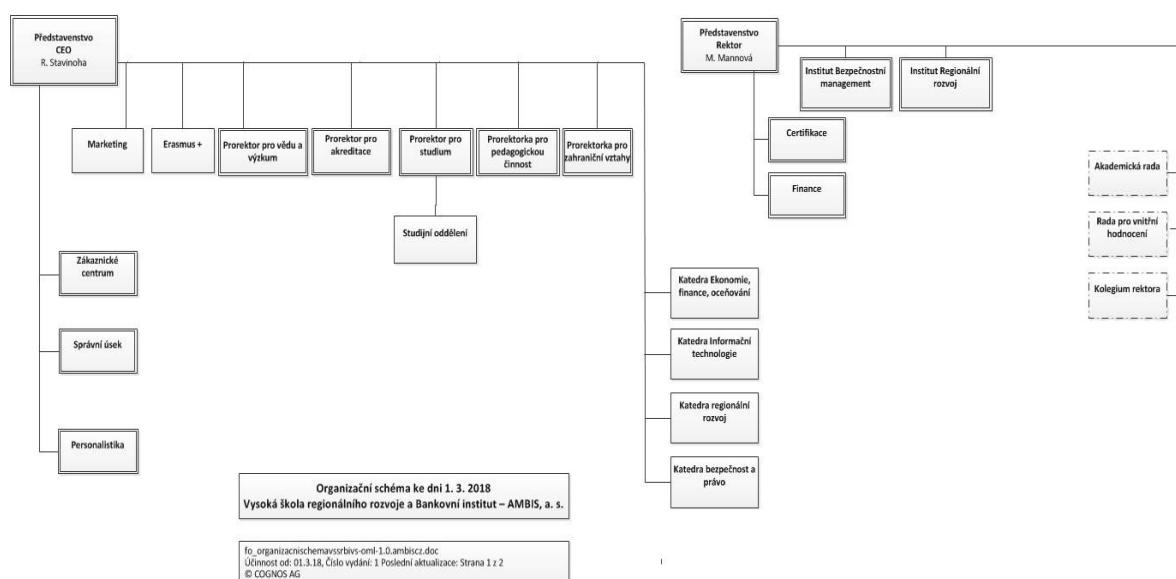 Představenstvo
CEO
R. Stavinoha
Marketing
Erasmus +
Prorektor pro vědu a
výzkum
Prorektor pro
akreditace
Prorektor pro
studium
Prorektorka pro
pedagogickou
činnost
Prorektorka pro
zahraniční vztahy
Studijní oddělení
Zákaznické
centrum
Správní úsek
Personalistika
Katedra Ekonomie,
finance, oceňování
Katedra Informační
technologie
Katedra regionální
rozvoj
Katedra bezpečnost a
právo
Představenstvo
Rektor
M. Mannová
Institut Bezpečnostní
management
Institut Regionální
rozvoj
Certifikace
Finance
Akademická rada
Rada pro vnitřní
hodnocení
Kolegium rektora
Organizační schéma ke dni 1. 3. 2018
Vysoká škola regionálního rozvoje a Bankovní institut – AMBIS, a. s.
fo_organizacnischemavssrbivs-oml-1.0.ambiscz.doc
Účinnost od: 01.3.18, Číslo vydání: 1 Poslední aktualizace: Strana 1 z 2
© COGNOS AG